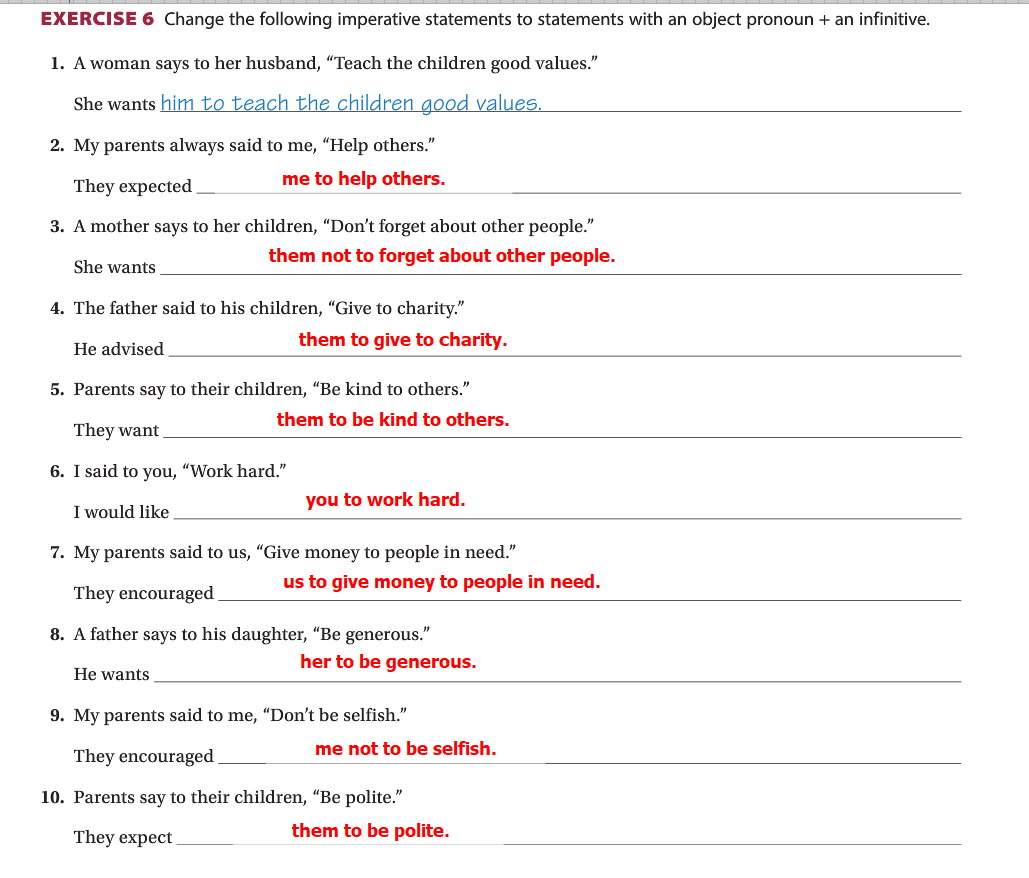 EXERCISE 6 Change the following imperative statements to statements with an object pronoun + an infinitive.
1. A woman says to her husband, “Teach the children good values.”
She wants him to teach the children good values.
2. My parents always said to me, “Help others.”
They expected me to help others.
3. A mother says to her children, “Don’t forget about other people.”
She wants them not to forget about other people.
4. The father said to his children, “Give to charity.”
He advised them to give to charity.
5. Parents say to their children, “Be kind to others.”
They want them to be kind to others.
6. I said to you, “Work hard.”
I would like you to work hard.
7. My parents said to us, “Give money to people in need.”
They encouraged us to give money to people in need.
8. A father says to his daughter, “Be generous.”
He wants her to be generous.
9. My parents said to me, “Don’t be selfish.”
They encouraged me not to be selfish.
10. Parents say to their children, “Be polite.”
They expect them to be polite.